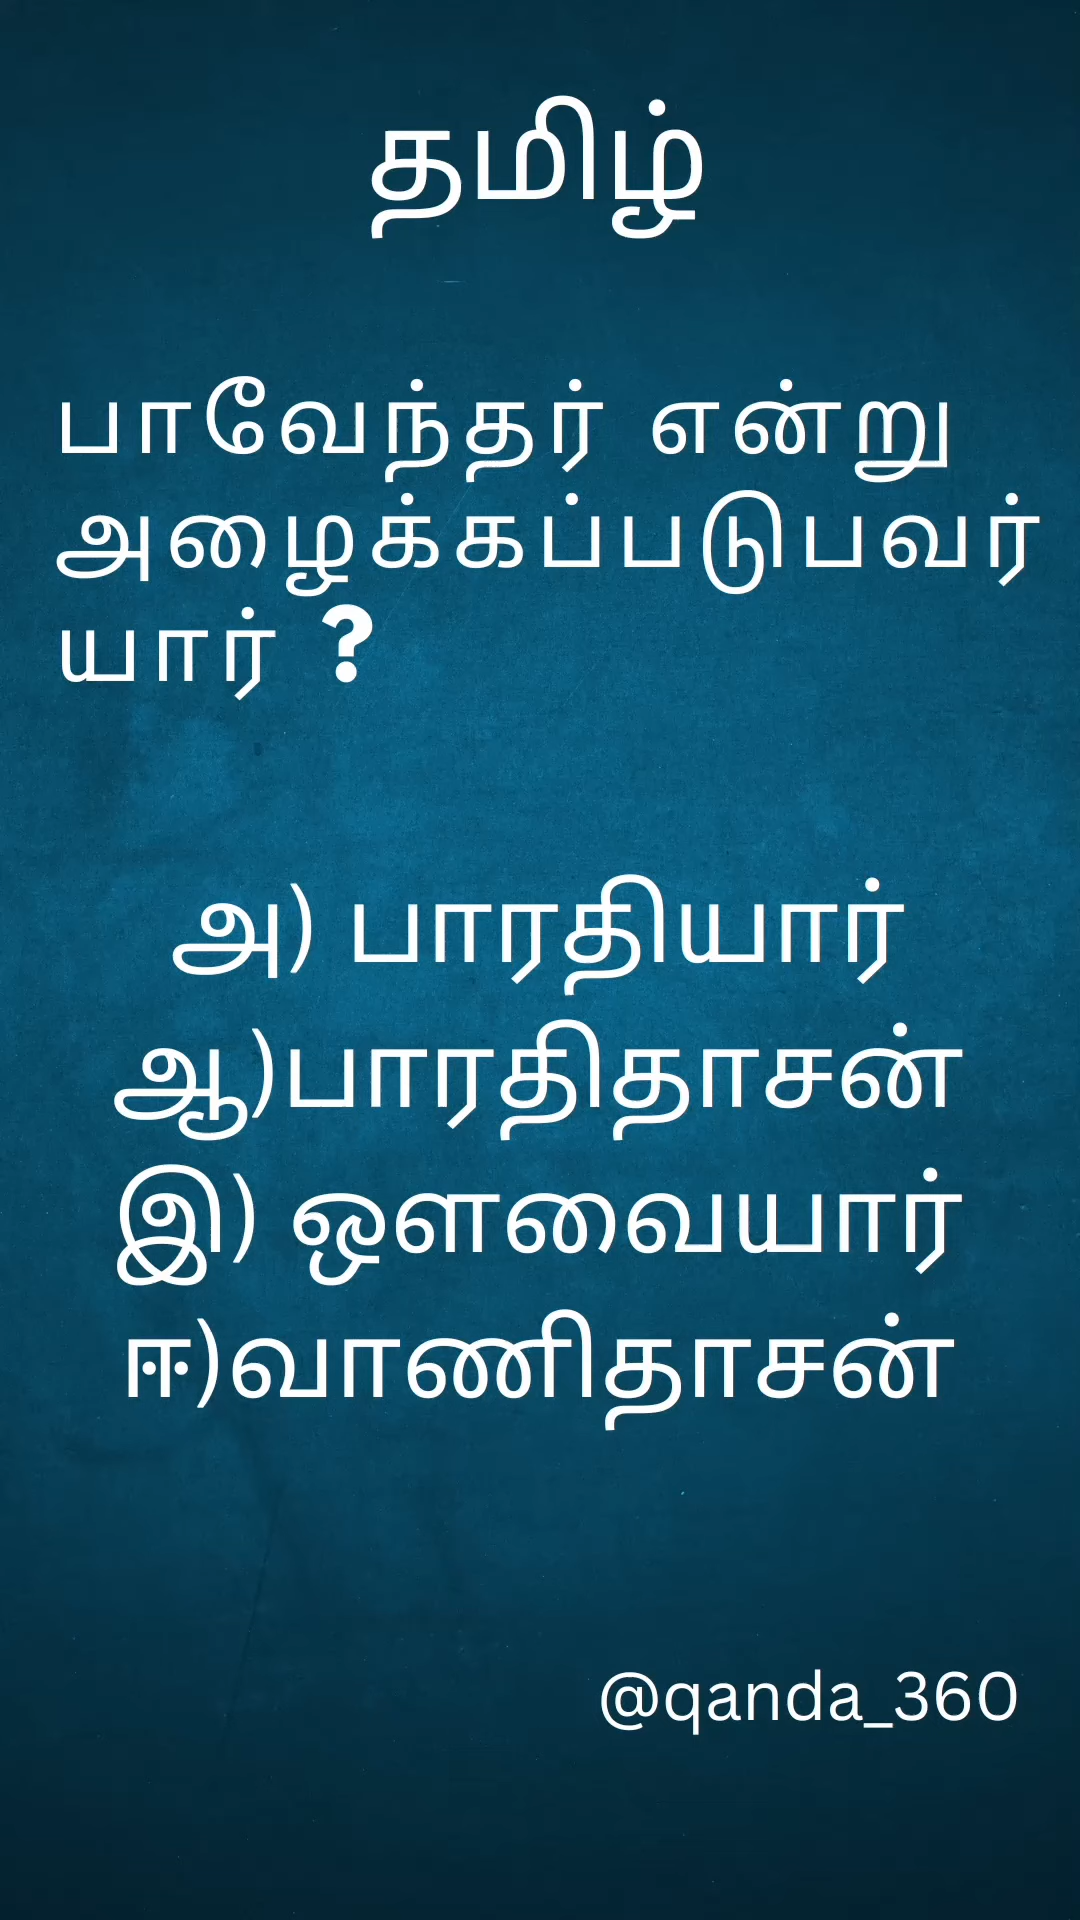 தமிழ்
பாவேந்தர் என்று
அழைக்கப்படுபவர்
யார் ?
அ) பாரதியார்
ஆ)பாரதிதாசன்
இ) ஔவையார்
ஈ)வாணிதாசன்
@qanda_360